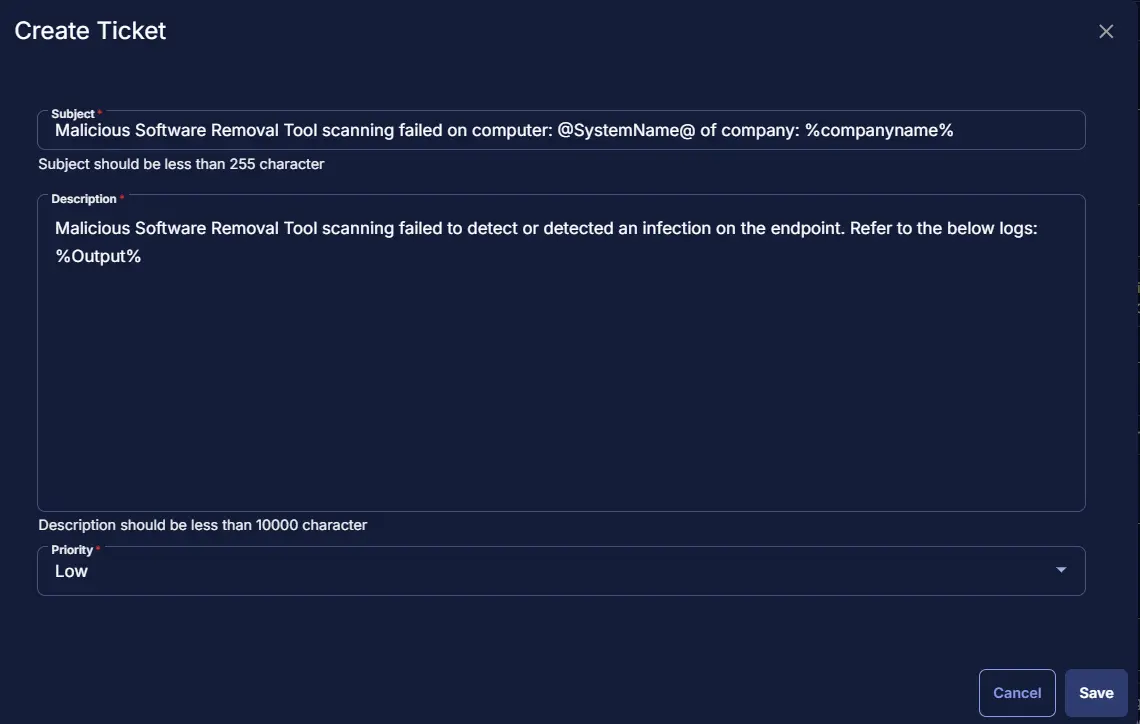 Create Ticket
Subject *
Malicious Software Removal Tool scanning failed on computer: @SystemName@ of company: %companyname%
Subject should be less than 255 character
Description *
Malicious Software Removal Tool scanning failed to detect or detected an infection on the endpoint. Refer to the below logs:
%Output%
Description should be less than 10000 character
Priority *
Low
Cancel
Save